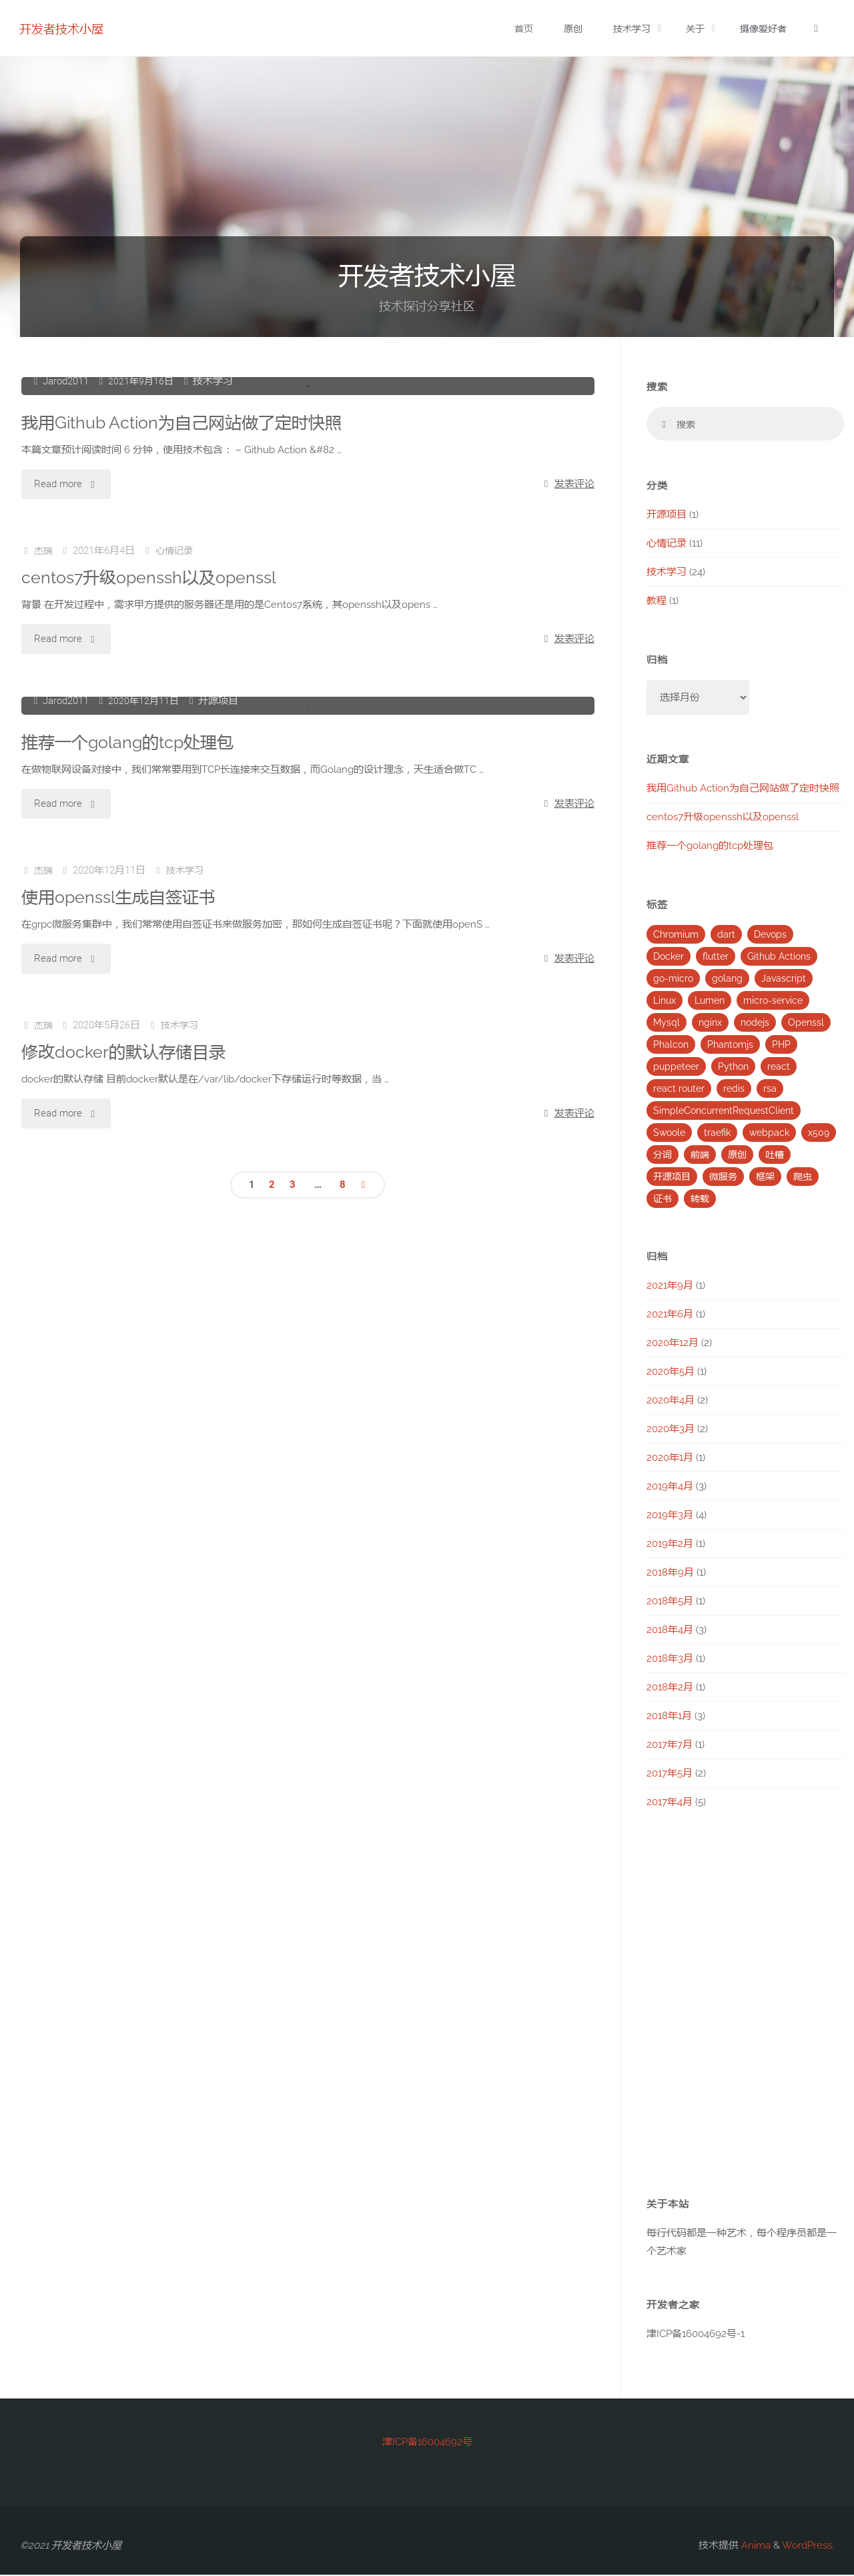 开发者技术小屋
首页 原创 技术学习 关于 摄像爱好者
开发者技术小屋
技术探讨分享社区
Jarod2011 2021年9月16日 技术学习
我用Github Action为自己网站做了定时快照
本篇文章预计阅读时间 6 分钟，使用技术包含： – Github Action &#82 …
Read more
发表评论
杰瑞 2021年6月4日 心情记录
centos7升级openssh以及openssl
背景 在开发过程中，需求甲方提供的服务器还是用的是Centos7系统，其openssh以及opens …
Read more
发表评论
Jarod2011 2020年12月11日 开源项目
推荐一个golang的tcp处理包
在做物联网设备对接中，我们常常要用到TCP长连接来交互数据，而Golang的设计理念，天生适合做TC …
Read more
发表评论
杰瑞 2020年12月11日 技术学习
使用openssl生成自签证书
在grpc微服务集群中，我们常常使用自签证书来做服务加密，那如何生成自签证书呢？下面就使用openS …
Read more
发表评论
杰瑞 2020年5月26日 技术学习
修改docker的默认存储目录
docker的默认存储 目前docker默认是在/var/lib/docker下存储运行时等数据，当 …
Read more
发表评论
1 2 3 … 8
搜索
搜索
分类
开源项目 (1)
心情记录 (11)
技术学习 (24)
教程 (1)
归档
选择月份
近期文章
我用Github Action为自己网站做了定时快照
centos7升级openssh以及openssl
推荐一个golang的tcp处理包
标签
Chromium dart Devops
Docker flutter Github Actions
go-micro golang Javascript
Linux Lumen micro-service
Mysql nginx nodejs Openssl
Phalcon Phantomjs PHP
puppeteer Python react
react router redis rsa
SimpleConcurrentRequestClient
Swoole traefik webpack x509
分词 前端 原创 吐槽
开源项目 微服务 框架 爬虫
证书 转载
归档
2021年9月 (1)
2021年6月 (1)
2020年12月 (2)
2020年5月 (1)
2020年4月 (2)
2020年3月 (2)
2020年1月 (1)
2019年4月 (3)
2019年3月 (4)
2019年2月 (1)
2018年9月 (1)
2018年5月 (1)
2018年4月 (3)
2018年3月 (1)
2018年2月 (1)
2018年1月 (3)
2017年7月 (1)
2017年5月 (2)
2017年4月 (5)
关于本站
每行代码都是一种艺术，每个程序员都是一
个艺术家
开发者之家
津ICP备16004692号-1
津ICP备16004692号
©2021 开发者技术小屋
技术提供 Anima & WordPress.